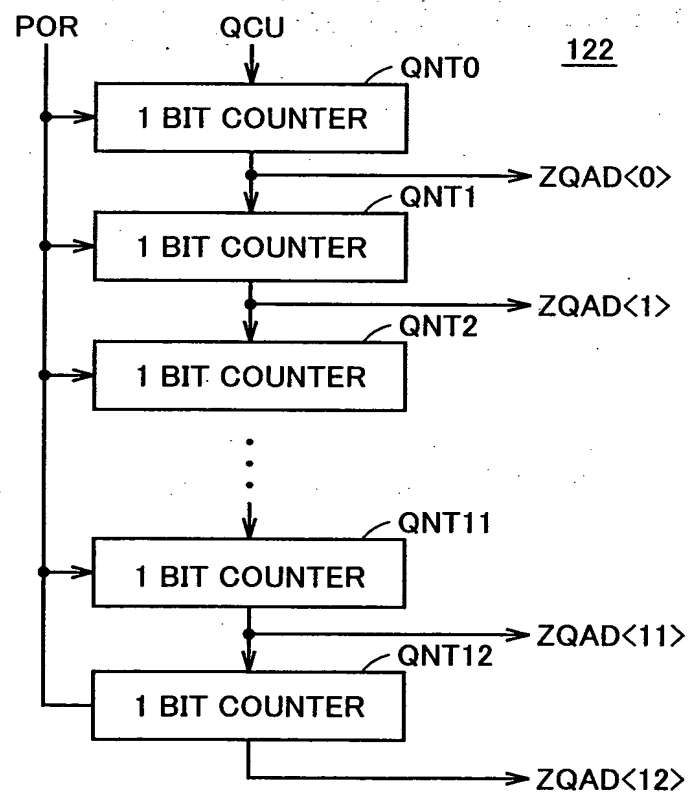 POR
QCU
122
QNT0
1 BIT COUNTER
ZQAD<0>
QNT1
1 BIT COUNTER
ZQAD<1>
QNT2
1 BIT COUNTER
QNT11
1 BIT COUNTER
ZQAD<11>
QNT12
1 BIT COUNTER
ZQAD<12>